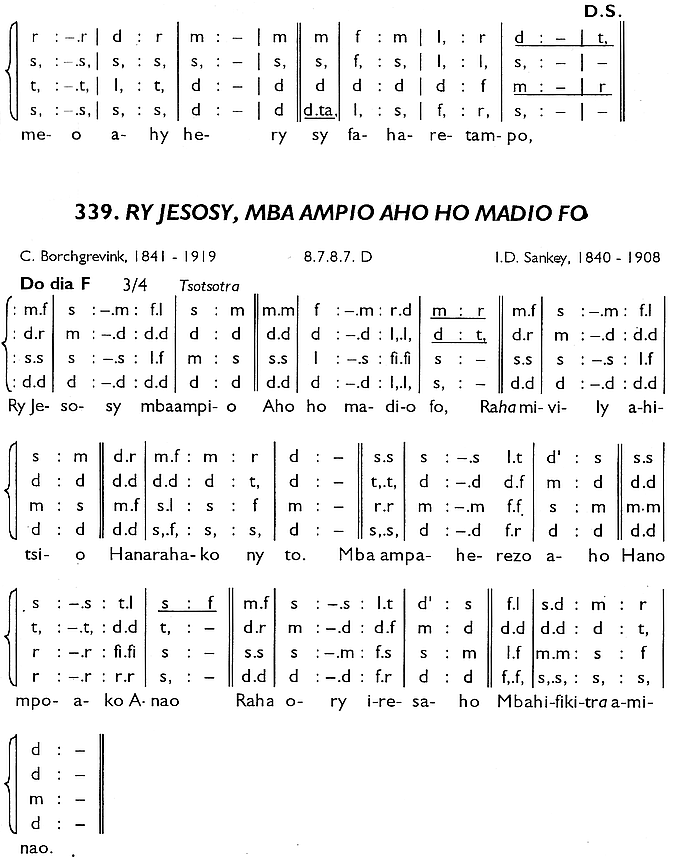 D.S.
r : –.r | d : r | m : – | m || m | f : m | l, : r | d : – | t,
s, : –.s, | s, : s, | s, : – | s, || s, | f, : s, | l, : l, | s, : – | –
t, : –.t, | l, : t, | d : – | d || d | d : d | d : f | m : – | r
s, : –.s, | s, : s, | d : – | d || d.ta, | l, : s, | f, : r, | s, : – | –
me- o a- hy he- ry sy fa- ha- re- tam- po,
339. RY JESOSY, MBA AMPIO AHO HO MADIO FO
C. Borchgrevink, 1841 - 1919 8.7.8.7. D I.D. Sankey, 1840 - 1908
Do dia F 3/4 Tsotsotra
: m.f | s : –.m : f.l | s : m || m.m | f : –.m : r.d | m : r || m.f | s : –.m : f.l
: d.r | m : –.d : d.d | d : d || d.d | d : –.d : l,.l, | d : t, || d.r | m : –.d : d.d
: s.s | s : –.s : l.f | m : s || s.s | l : –.s : fi.fi | s : – || s.s | s : –.s : l.f
: d.d | d : –.d : d.d | d : d || d.d | d : –.d : l,.l, | s, : – || d.d | d : –.d : d.d
Ry Je- so- sy mbaampi- o Aho ho ma- di-o fo, Raha mi- vi- ly a-hi-
s : m || d.r | m.f : m : r | d : – || s.s | s : –.s l.t | d' : s || s.s
d : d || d.d | d.d : d : t, | d : – || t,.t, | d : –.d d.f | m : d || d.d
m : s || m.f | s.l : s : f | m : – || r.r | m : –.m f.f | s : m || m.m
d : d || d.d | s,.f, : s, : s, | d : – || s,.s, | d : –.d f.r | d : d || d.d
tsi- o Hanaraha- ko ny to. Mba ampa- he- rezo a- ho Hano
s : –.s : t.l | s : f || m.f | s : –.s : l.t | d' : s || f.l | s.d : m : r
t, : –.t, : d.d | t, : – || d.r | m : –.d : d.f | m : d || d.d | d.d : d : t,
r : –.r : fi.fi | s : – || s.s | s : –.m : f.s | s : m || l.f | m.m : s : f
r : –.r : r.r | s, : – || d.d | d : –.d : f.r | d : d || f,.f, | s,.s, : s, : s,
mpo- a- ko A- nao Raha o- ry i-re- sa- ho Mbahi-fiki-tra a-mi-
d : –
d : –
m : –
d : –
nao.